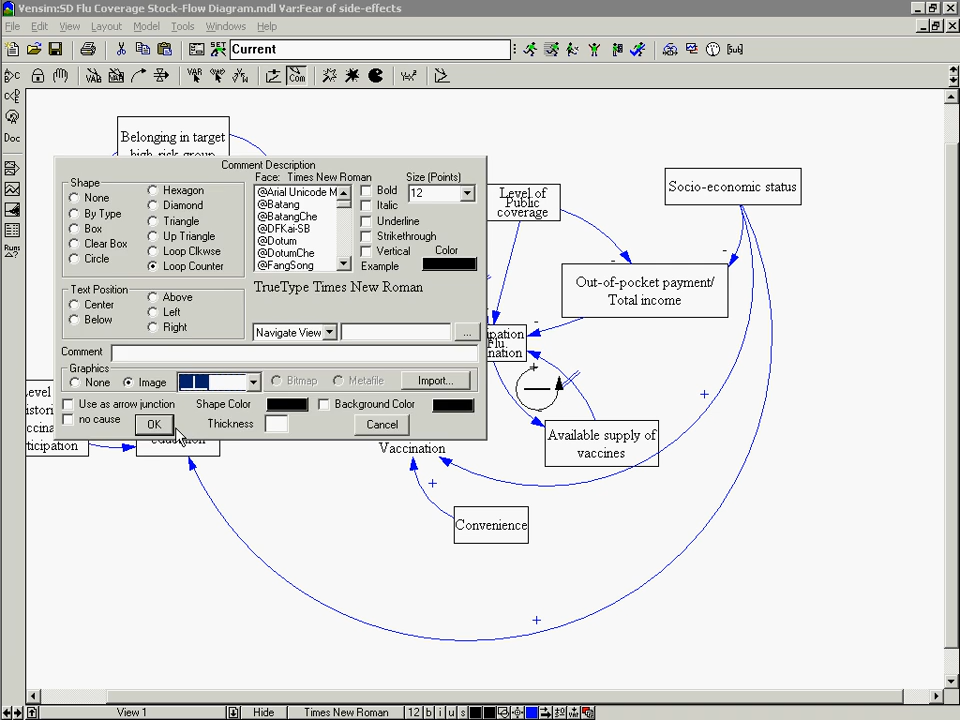 Vensim:SD Flu Coverage Stock-Flow Diagram.mdl Var:Fear of side-effects
File Edit View Layout Model Tools Windows Help
SET
Current
VAR
Com
Doc
Runs
Belonging in target
Comment Description
Shape
None
By Type
Box
Clear Box
Circle
Hexagon
Diamond
Triangle
Up Triangle
Loop Clkwse
Loop Counter
Face: Times New Roman
@Arial Unicode M
@Batang
@BatangChe
@DFKai-SB
@Dotum
@DotumChe
@FangSong
Bold
Italic
Underline
Strikethrough
Vertical
Size (Points)
12
Color
Example
TrueType Times New Roman
Text Position
Center
Below
Above
Left
Right
Navigate View
...
Comment
Graphics
None
Image
Bitmap
Metafile
Import...
Use as arrow junction
no cause
Shape Color
Background Color
OK
Thickness
Cancel
Level of
Public
coverage
Socio-economic status
-
-
Out-of-pocket payment/
Total income
-
Flu.
+
+
Available supply of
vaccines
Vaccination
+
Convenience
+
View 1
Hide
Times New Roman
12 b i u s